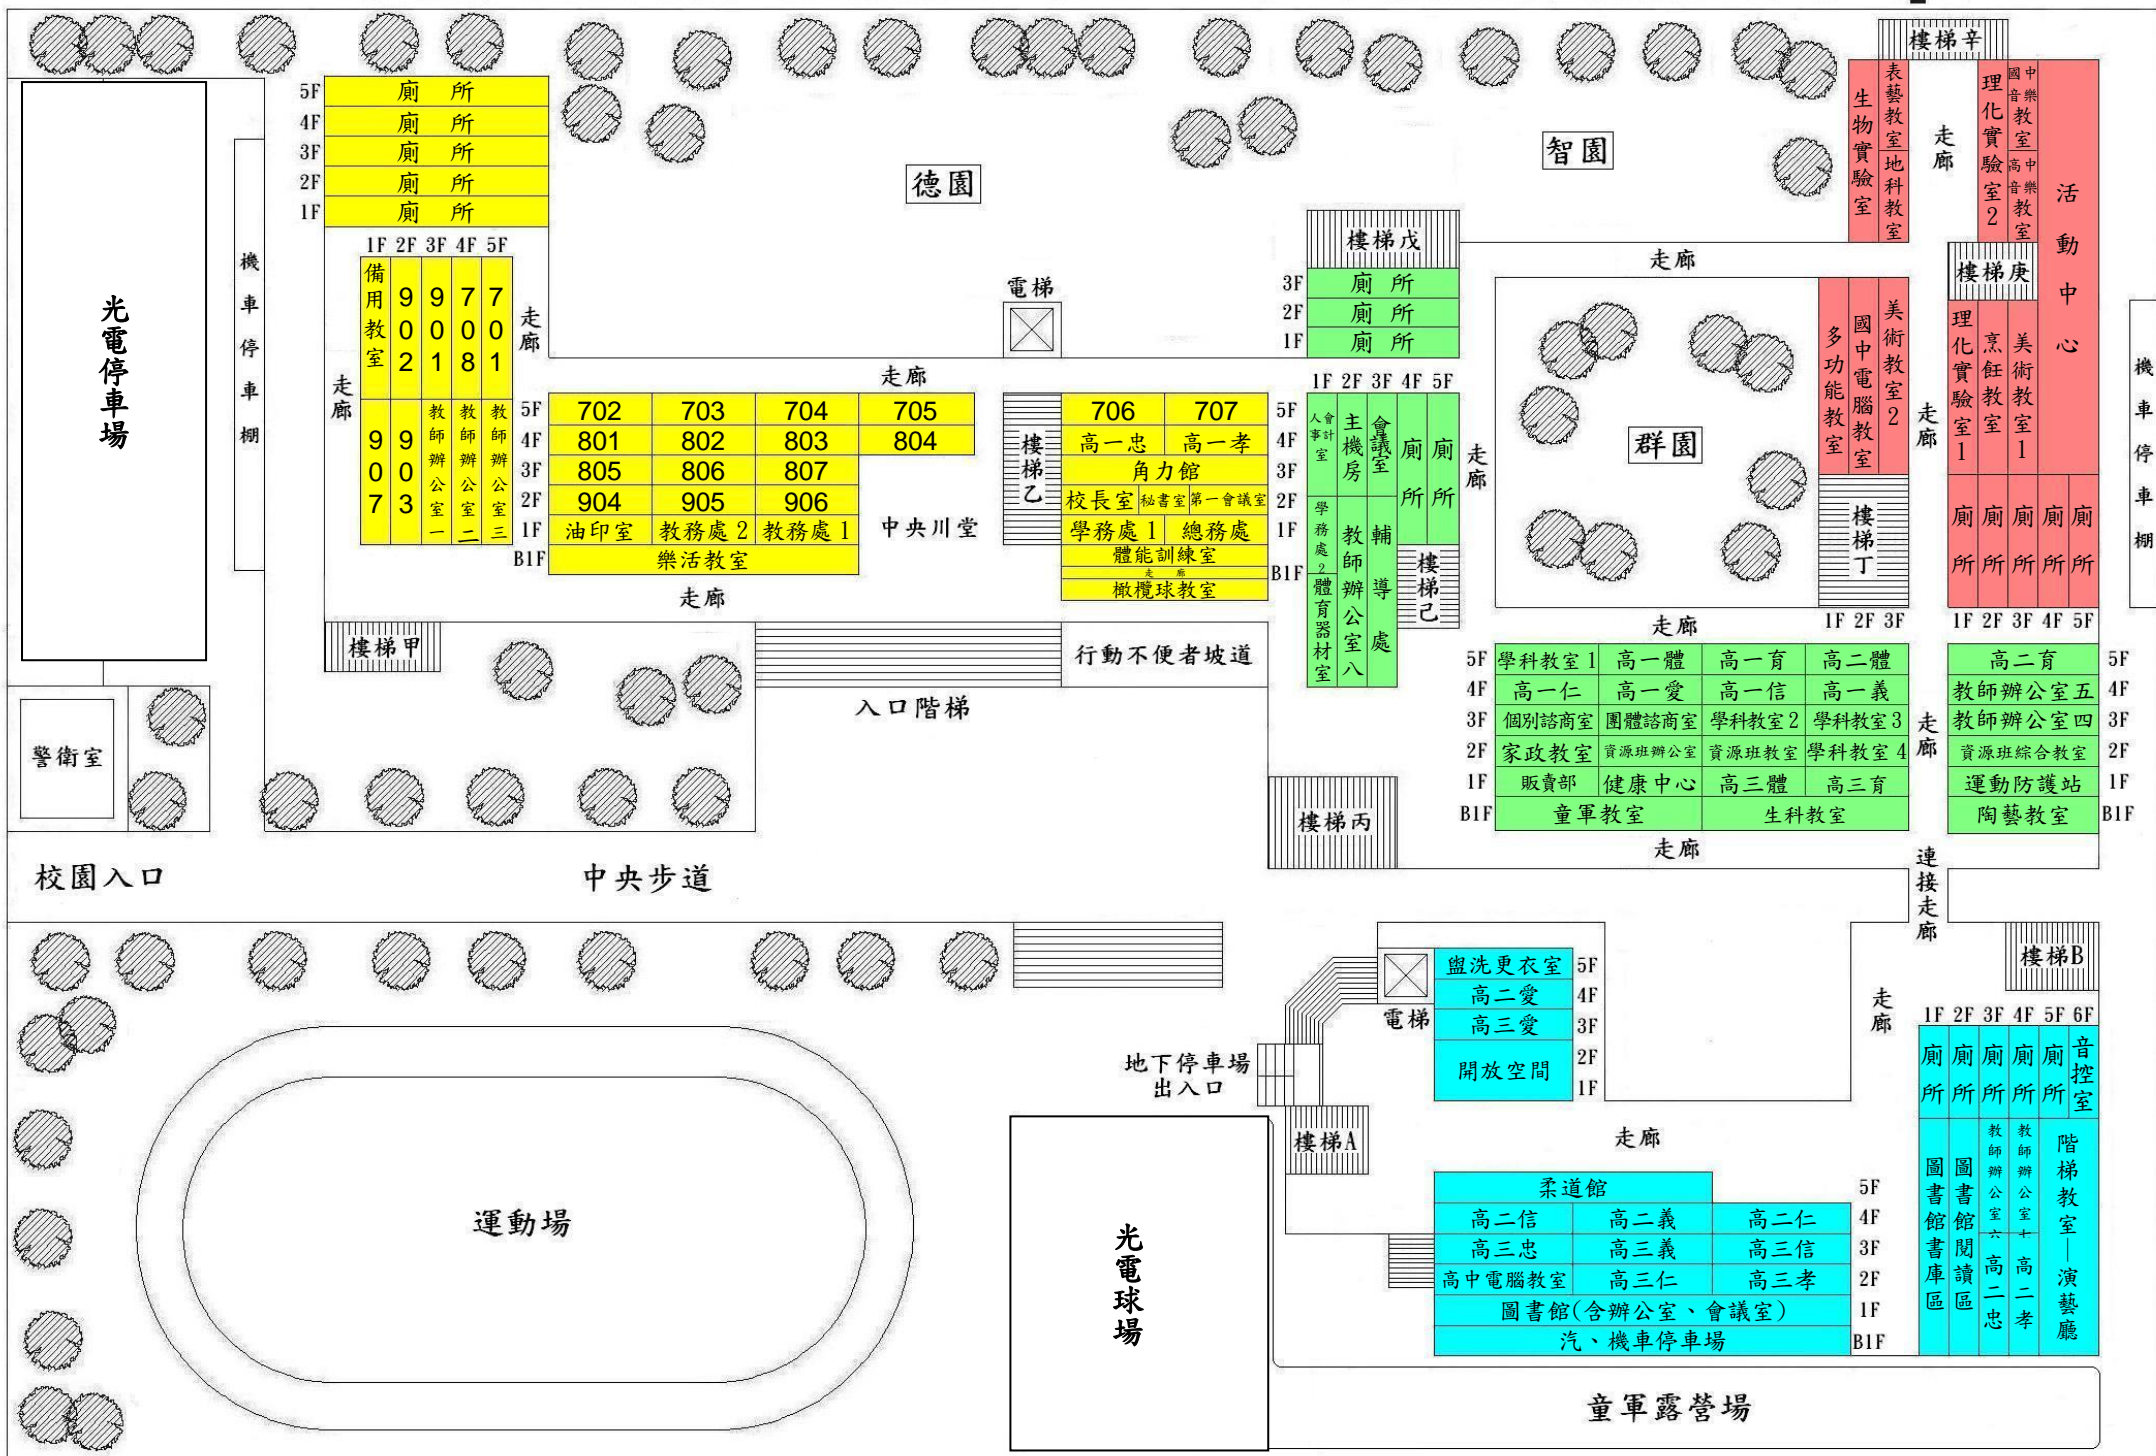 樓梯辛
5F 廁所
4F 廁所
3F 廁所
2F 廁所
1F 廁所
1F 2F 3F 4F 5F
備用教室
902
901
708
701
907
903
教師辦公室一
教師辦公室二
教師辦公室三
走廊
走廊
光電停車場
機車停車棚
警衛室
德園
智園
電梯
走廊
5F 702 703 704 705
4F 801 802 803 804
3F 805 806 807
2F 904 905 906
1F 油印室 教務處2 教務處1
B1F 樂活教室
中央川堂
走廊
樓梯乙
706 707 5F
高一忠 高一孝 4F
角力館 3F
校長室 秘書室 第一會議室 2F
學務處1 總務處 1F
體能訓練室
走廊
橄欖球教室
B1F
樓梯甲
入口階梯
行動不便者坡道
樓梯戊
3F 廁所
2F 廁所
1F 廁所
1F 2F 3F 4F 5F
人事室
會計室
主機房
會議室
廁所
廁所
學務處2
體育器材室
教師辦公室八
輔導處
樓梯己
走廊
樓梯丙
走廊
群園
生物實驗室
表藝教室
地科教室
走廊
理化實驗室2
國中音樂教室
高中音樂教室
活動中心
樓梯庚
多功能教室
國中電腦教室
美術教室2
走廊
理化實驗室1
烹飪教室
美術教室1
樓梯丁
廁所
廁所
廁所
廁所
廁所
1F 2F 3F
1F 2F 3F 4F 5F
機車停車棚
走廊
5F 學科教室1 高一體 高一育 高二體
4F 高一仁 高一愛 高一信 高一義
3F 個別諮商室 團體諮商室 學科教室2 學科教室3
2F 家政教室 資源班辦公室 資源班教室 學科教室4
1F 販賣部 健康中心 高三體 高三育
B1F 童軍教室 生科教室
走廊
高二育 5F
教師辦公室五 4F
教師辦公室四 3F
資源班綜合教室 2F
運動防護站 1F
陶藝教室 B1F
走廊
連接走廊
校園入口
中央步道
運動場
光電球場
地下停車場
出入口
電梯
樓梯A
盥洗更衣室 5F
高二愛 4F
高三愛 3F
開放空間
2F
1F
走廊
走廊
樓梯B
1F 2F 3F 4F 5F 6F
廁所
廁所
廁所
廁所
廁所
音控室
圖書館書庫區
圖書館閱讀區
教師辦公室六
高二忠
教師辦公室七
高二孝
階梯教室—演藝廳
柔道館 5F
高二信 高二義 高二仁 4F
高三忠 高三義 高三信 3F
高中電腦教室 高三仁 高三孝 2F
圖書館(含辦公室、會議室) 1F
汽、機車停車場 B1F
童軍露營場